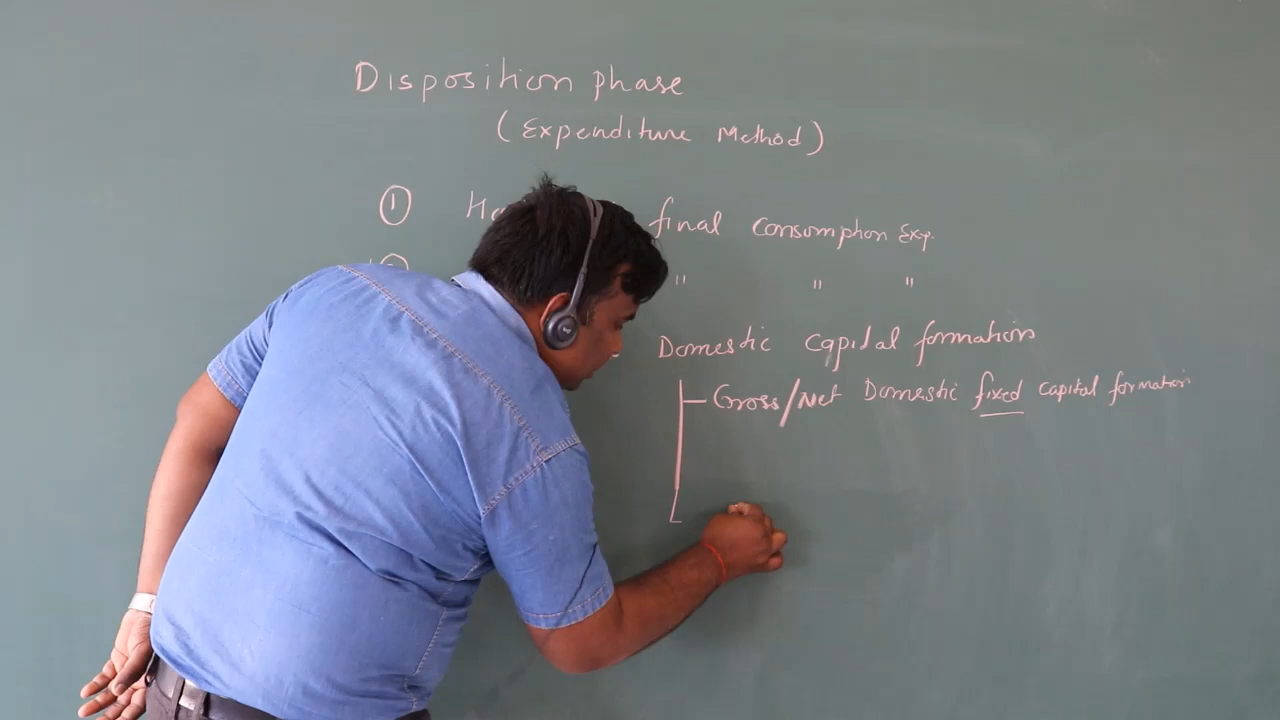 Disposition phase
(Expenditure Method)
① final consumption Exp.
" " "
Domestic capital formation
Gross/Net Domestic fixed capital formation